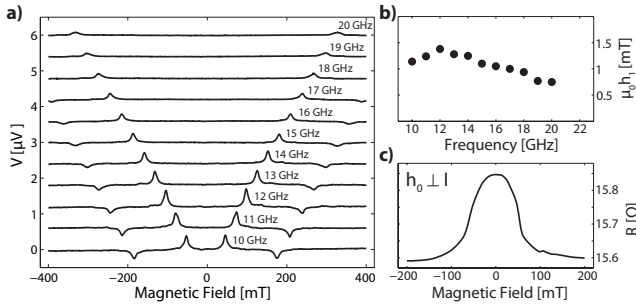 a)
V [μV]
6
5
4
3
2
1
0
20 GHz
19 GHz
18 GHz
17 GHz
16 GHz
15 GHz
14 GHz
13 GHz
12 GHz
11 GHz
10 GHz
−400 −200 0 200 400
Magnetic Field [mT]
b)
1.5
1
0.5
μ₀h₁ [mT]
10 12 14 16 18 20 22
Frequency [GHz]
c)
h₀ ⊥ I
15.8
15.6
R [Ω]
−200 −100 0 100 200
Magnetic Field [mT]